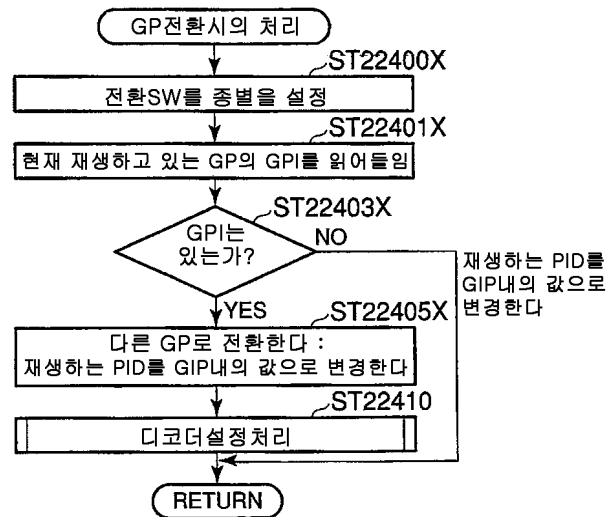 GP전환시의 처리
ST22400X
전환SW를 종별을 설정
ST22401X
현재 재생하고 있는 GP의 GPI를 읽어들임
ST22403X
GPI는
있는가?
NO
재생하는 PID를
GIP내의 값으로
변경한다
YES
ST22405X
다른 GP로 전환한다 :
재생하는 PID를 GIP내의 값으로 변경한다
ST22410
디코더설정처리
RETURN